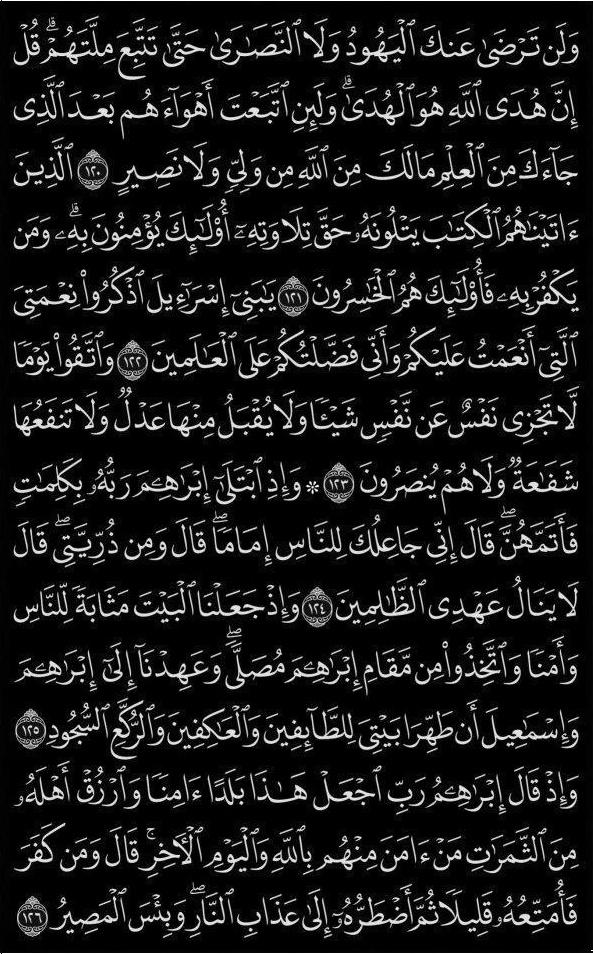 وَلَن تَرْضَىٰ عَنكَ ٱلْيَهُودُ وَلَا ٱلنَّصَٰرَىٰ حَتَّىٰ تَتَّبِعَ مِلَّتَهُمْ ۗ قُلْ
إِنَّ هُدَى ٱللَّهِ هُوَ ٱلْهُدَىٰ ۗ وَلَئِنِ ٱتَّبَعْتَ أَهْوَآءَهُم بَعْدَ ٱلَّذِى
جَآءَكَ مِنَ ٱلْعِلْمِ مَا لَكَ مِنَ ٱللَّهِ مِن وَلِىٍّ وَلَا نَصِيرٍ ١٢٠ ٱلَّذِينَ
ءَاتَيْنَٰهُمُ ٱلْكِتَٰبَ يَتْلُونَهُۥ حَقَّ تِلَاوَتِهِۦٓ أُو۟لَٰٓئِكَ يُؤْمِنُونَ بِهِۦ ۗ وَمَن
يَكْفُرْ بِهِۦ فَأُو۟لَٰٓئِكَ هُمُ ٱلْخَٰسِرُونَ ١٢١ يَٰبَنِىٓ إِسْرَٰٓءِيلَ ٱذْكُرُوا۟ نِعْمَتِىَ
ٱلَّتِىٓ أَنْعَمْتُ عَلَيْكُمْ وَأَنِّى فَضَّلْتُكُمْ عَلَى ٱلْعَٰلَمِينَ ١٢٢ وَٱتَّقُوا۟ يَوْمًا
لَّا تَجْزِى نَفْسٌ عَن نَّفْسٍ شَيْـًٔا وَلَا يُقْبَلُ مِنْهَا عَدْلٌ وَلَا تَنفَعُهَا
شَفَٰعَةٌ وَلَا هُمْ يُنصَرُونَ ١٢٣ * وَإِذِ ٱبْتَلَىٰٓ إِبْرَٰهِـۧمَ رَبُّهُۥ بِكَلِمَٰتٍ
فَأَتَمَّهُنَّ ۖ قَالَ إِنِّى جَاعِلُكَ لِلنَّاسِ إِمَامًا ۖ قَالَ وَمِن ذُرِّيَّتِى ۖ قَالَ
لَا يَنَالُ عَهْدِى ٱلظَّٰلِمِينَ ١٢٤ وَإِذْ جَعَلْنَا ٱلْبَيْتَ مَثَابَةً لِّلنَّاسِ
وَأَمْنًا وَٱتَّخِذُوا۟ مِن مَّقَامِ إِبْرَٰهِـۧمَ مُصَلًّى ۖ وَعَهِدْنَآ إِلَىٰٓ إِبْرَٰهِـۧمَ
وَإِسْمَٰعِيلَ أَن طَهِّرَا بَيْتِىَ لِلطَّآئِفِينَ وَٱلْعَٰكِفِينَ وَٱلرُّكَّعِ ٱلسُّجُودِ ١٢٥
وَإِذْ قَالَ إِبْرَٰهِـۧمُ رَبِّ ٱجْعَلْ هَٰذَا بَلَدًا ءَامِنًا وَٱرْزُقْ أَهْلَهُۥ
مِنَ ٱلثَّمَرَٰتِ مَنْ ءَامَنَ مِنْهُم بِٱللَّهِ وَٱلْيَوْمِ ٱلْءَاخِرِ ۖ قَالَ وَمَن كَفَرَ
فَأُمَتِّعُهُۥ قَلِيلًا ثُمَّ أَضْطَرُّهُۥٓ إِلَىٰ عَذَابِ ٱلنَّارِ ۖ وَبِئْسَ ٱلْمَصِيرُ ١٢٦